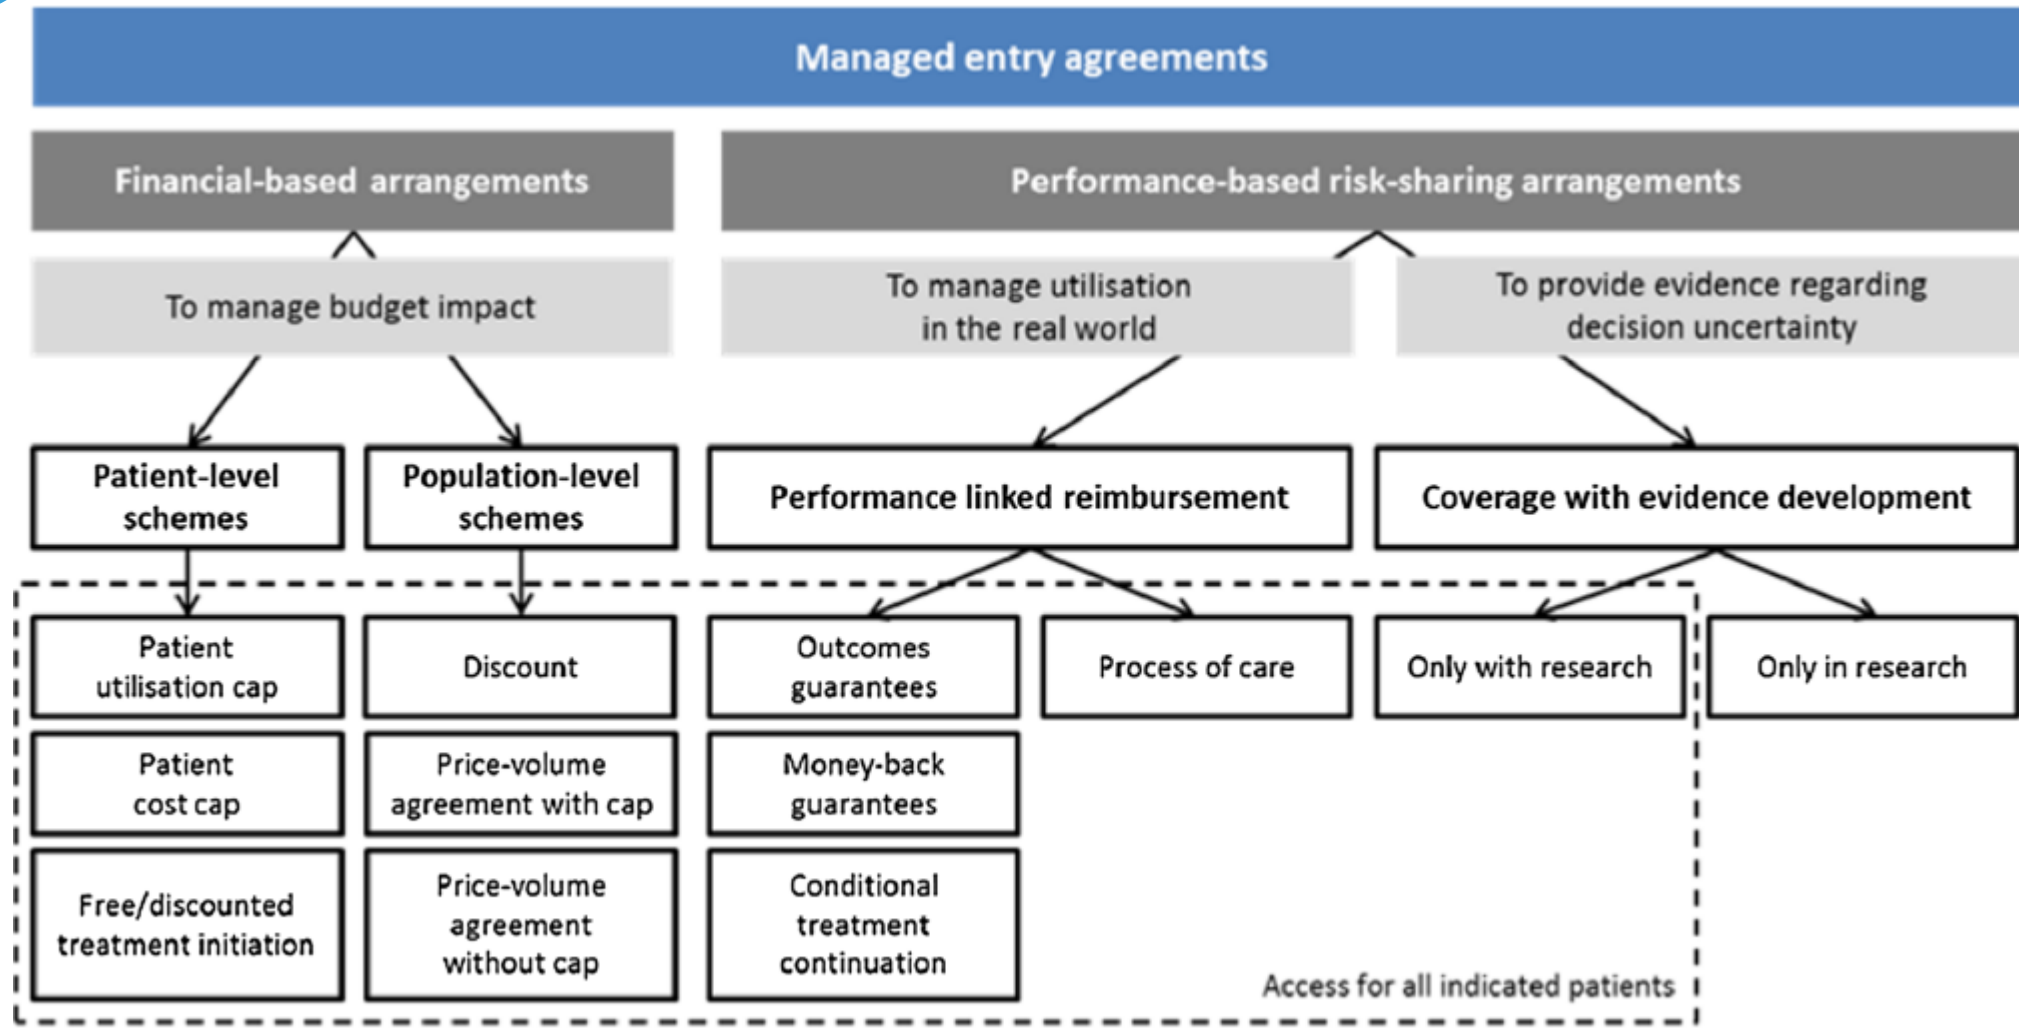 Managed entry agreements
Financial-based arrangements
Performance-based risk-sharing arrangements
To manage budget impact
To manage utilisation
in the real world
To provide evidence regarding
decision uncertainty
Patient-level
schemes
Population-level
schemes
Performance linked reimbursement
Coverage with evidence development
Patient
utilisation cap
Discount
Outcomes
guarantees
Process of care
Only with research
Only in research
Patient
cost cap
Price-volume
agreement with cap
Money-back
guarantees
Free/discounted
treatment initiation
Price-volume
agreement
without cap
Conditional
treatment
continuation
Access for all indicated patients